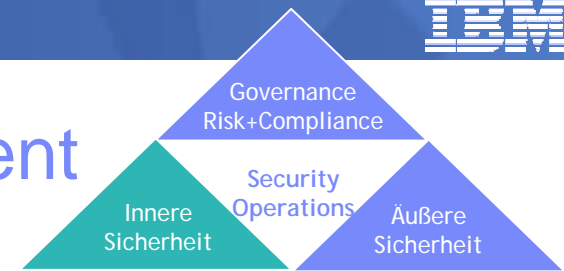 IBM
Governance
Risk+Compliance
ent
Security
Operations
Innere
Sicherheit
Äußere
Sicherheit